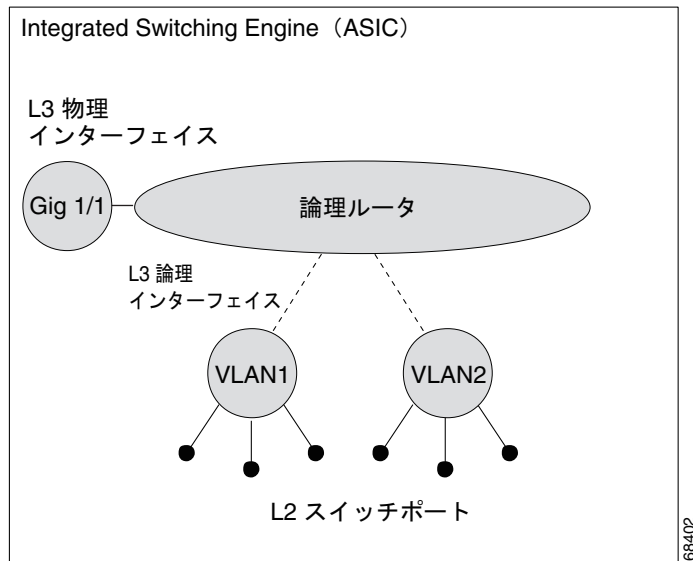 Integrated Switching Engine（ASIC）
L3 物理
インターフェイス
Gig 1/1
論理ルータ
L3 論理
インターフェイス
VLAN1
VLAN2
L2 スイッチポート
68402